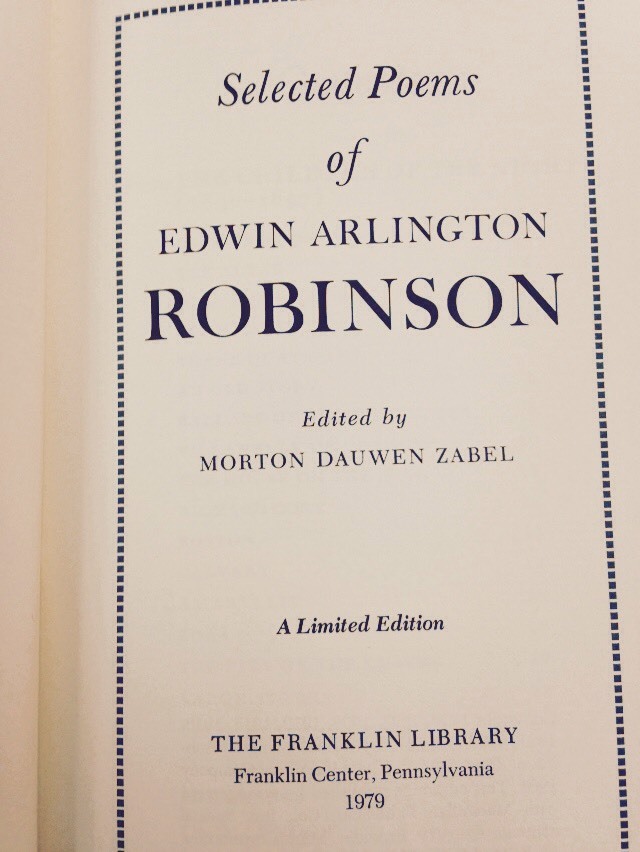 Selected Poems
of
EDWIN ARLINGTON
ROBINSON
Edited by
MORTON DAUWEN ZABEL
A Limited Edition
THE FRANKLIN LIBRARY
Franklin Center, Pennsylvania
1979